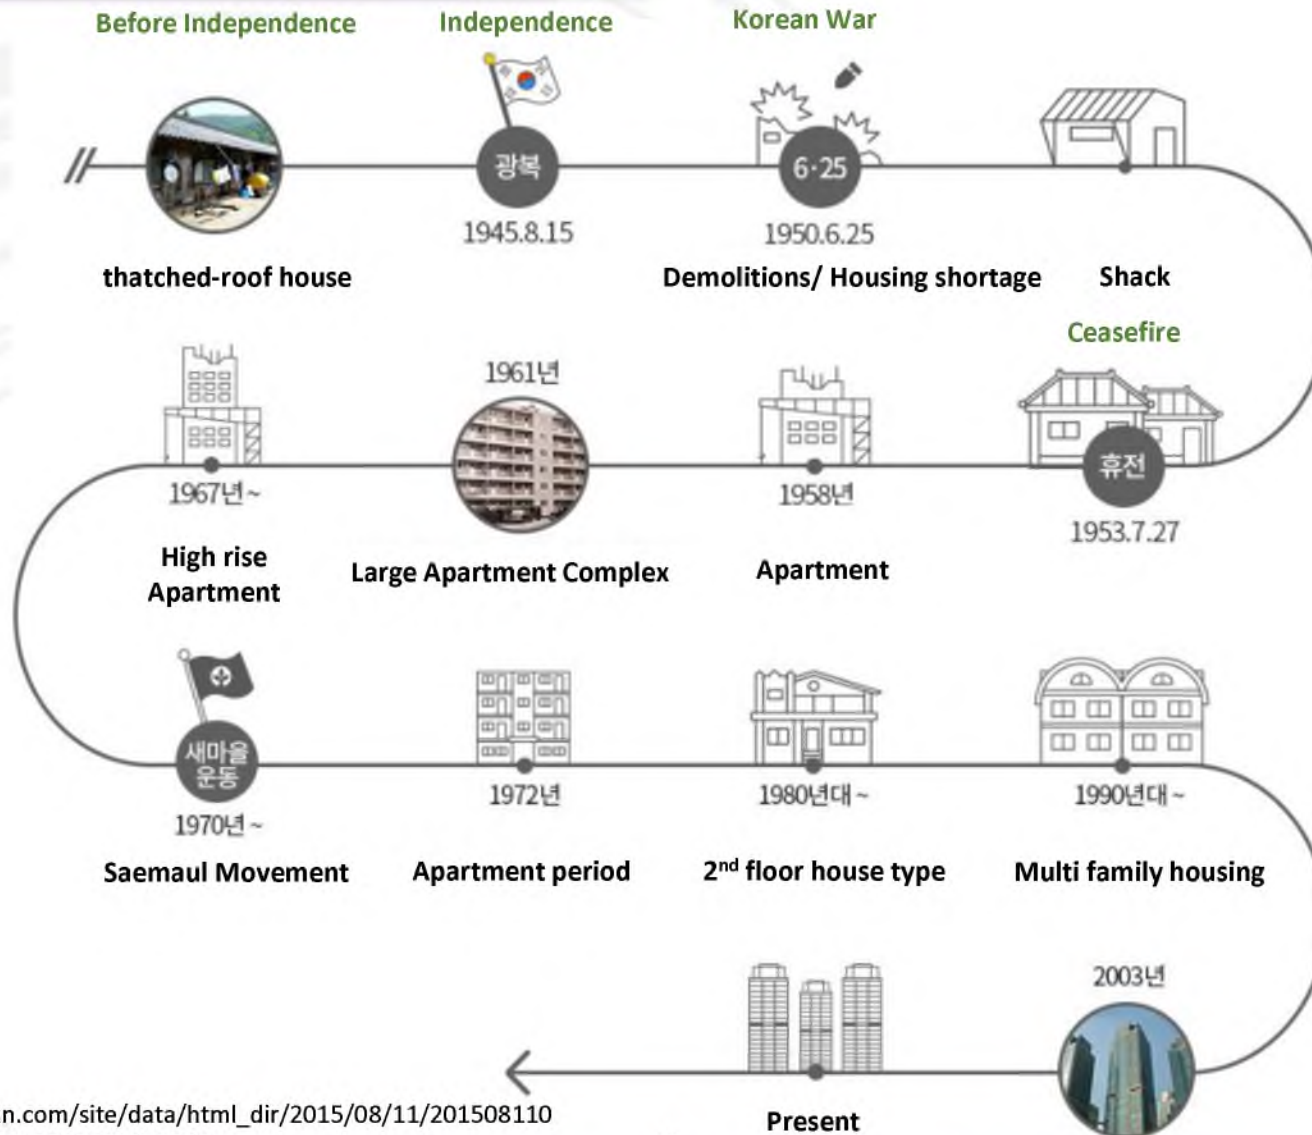 Before Independence
Independence
Korean War
광복
6·25
1945.8.15
1950.6.25
thatched-roof house
Demolitions/ Housing shortage
Shack
Ceasefire
1961년
휴전
1967년~
1958년
1953.7.27
High rise
Apartment
Large Apartment Complex
Apartment
새마을
운동
1970년~
1972년
1980년대~
1990년대~
Saemaul Movement
Apartment period
2nd floor house type
Multi family housing
2003년
n.com/site/data/html_dir/2015/08/11/201508110
Present